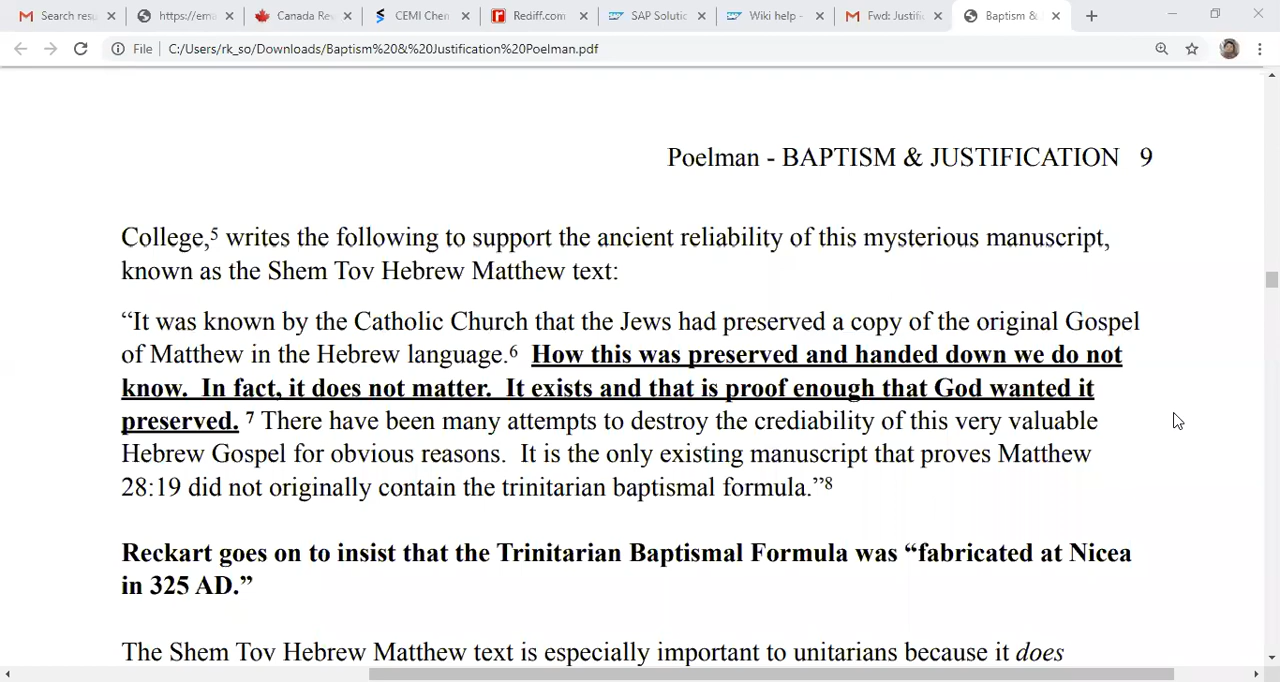 Search resu
https://ema
Canada Rev
CEMI Chem
Rediff.com
SAP Solutic
Wiki help -
Fwd: Justifi
Baptism &
File C:/Users/rk_so/Downloads/Baptism%20&%20Justification%20Poelman.pdf
Poelman - BAPTISM & JUSTIFICATION 9
College,5 writes the following to support the ancient reliability of this mysterious manuscript,
known as the Shem Tov Hebrew Matthew text:
“It was known by the Catholic Church that the Jews had preserved a copy of the original Gospel
of Matthew in the Hebrew language.6 How this was preserved and handed down we do not
know. In fact, it does not matter. It exists and that is proof enough that God wanted it
preserved. 7 There have been many attempts to destroy the crediability of this very valuable
Hebrew Gospel for obvious reasons. It is the only existing manuscript that proves Matthew
28:19 did not originally contain the trinitarian baptismal formula.”8
Reckart goes on to insist that the Trinitarian Baptismal Formula was “fabricated at Nicea
in 325 AD.”
The Shem Tov Hebrew Matthew text is especially important to unitarians because it does